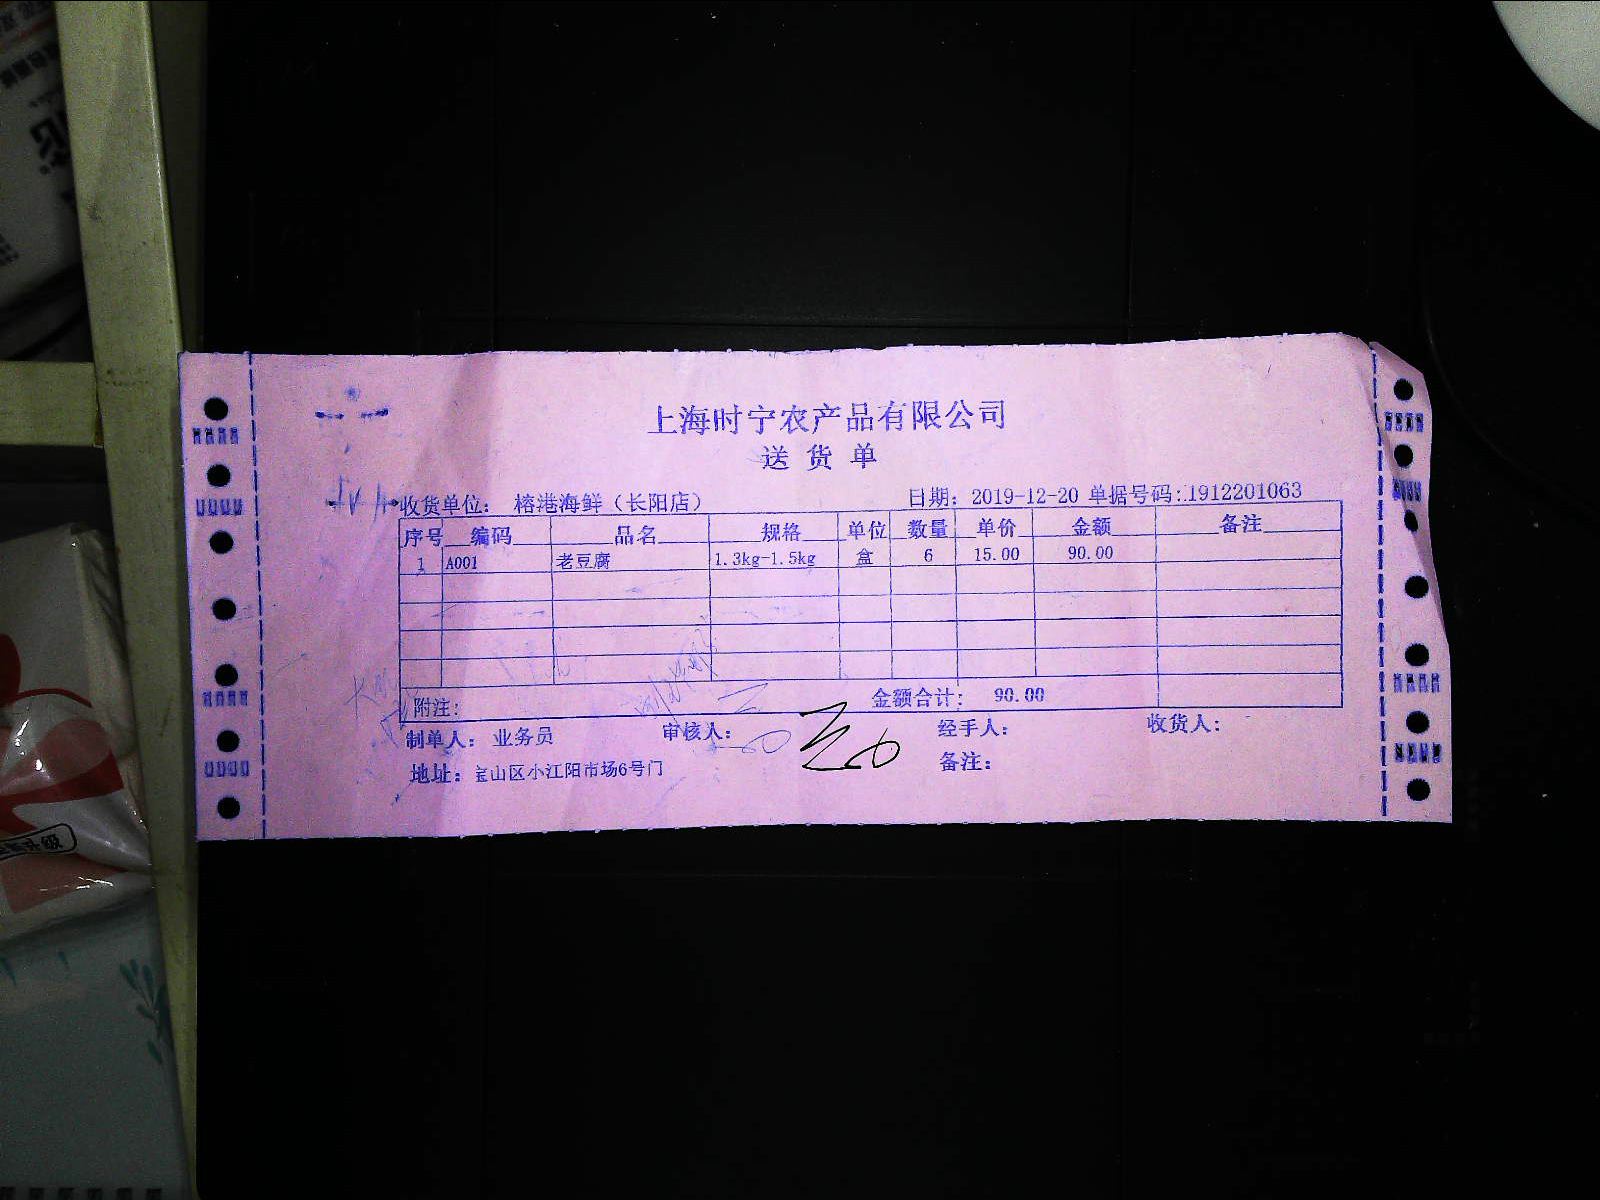 上海时宁农产品有限公司
送货单
收货单位: 榕港海鲜（长阳店） 日期: 2019-12-20 单据号码:1912201063
序号 编码 品名 规格 单位 数量 单价 金额 备注
1 A001 老豆腐 1.3kg-1.5kg 盒 6 15.00 90.00
附注: 金额合计: 90.00
制单人: 业务员 审核人: 经手人: 收货人:
地址: 宝山区小江阳市场6号门 备注: